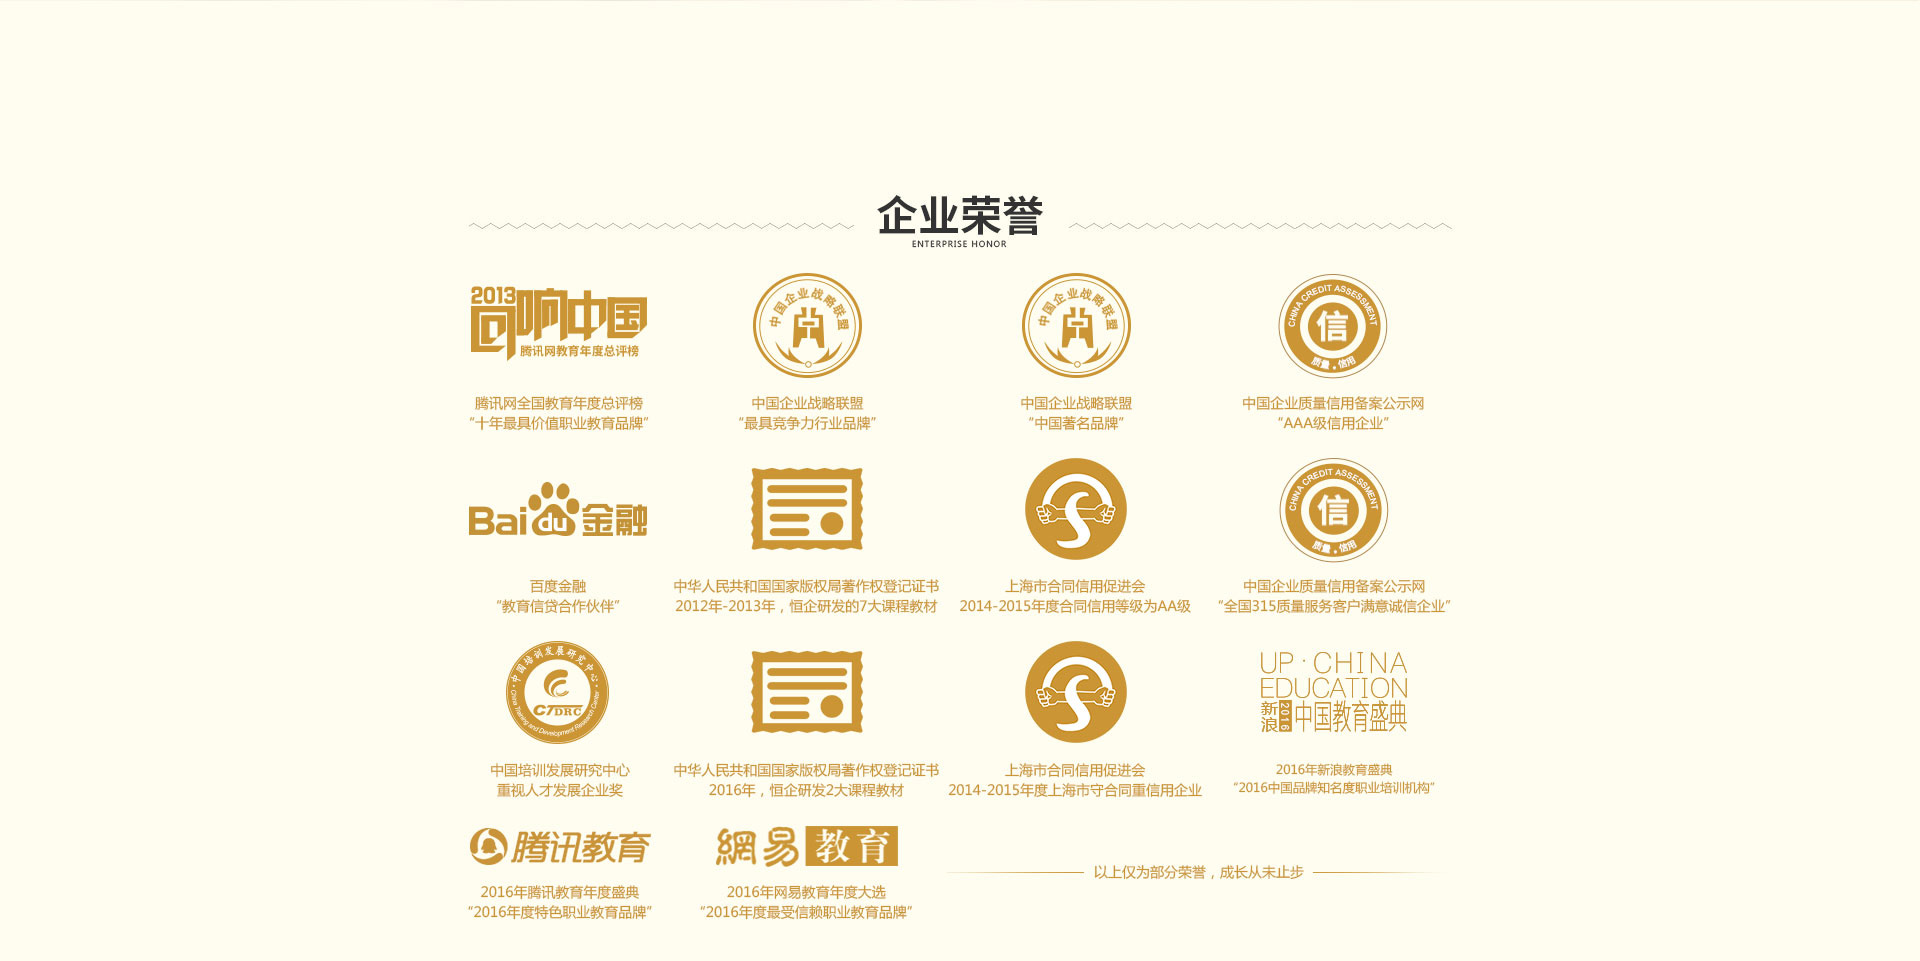 企业荣誉
ENTERPRISE HONOR
2013
回响中国
腾讯网教育年度总评榜
中国企业战略联盟
中国企业战略联盟
CHINA CREDIT ASSESSMENT
信
质量 信用
腾讯网全国教育年度总评榜
“十年最具价值职业教育品牌”
中国企业战略联盟
“最具竞争力行业品牌”
中国企业战略联盟
“中国著名品牌”
中国企业质量信用备案公示网
“AAA级信用企业”
Bai du 金融
CHINA CREDIT ASSESSMENT
信
质量 信用
百度金融
“教育信贷合作伙伴”
中华人民共和国国家版权局著作权登记证书
2012年-2013年，恒企研发的7大课程教材
上海市合同信用促进会
2014-2015年度合同信用等级为AA级
中国企业质量信用备案公示网
“全国315质量服务客户满意诚信企业”
中国培训发展研究中心
CTDRC
China Training and Development Research Center
UP·CHINA
EDUCATION
新浪 2016 中国教育盛典
中国培训发展研究中心
重视人才发展企业奖
中华人民共和国国家版权局著作权登记证书
2016年，恒企研发2大课程教材
上海市合同信用促进会
2014-2015年度上海市守合同重信用企业
2016年新浪教育盛典
“2016中国品牌知名度职业培训机构”
腾讯教育
網易教育
2016年腾讯教育年度盛典
“2016年度特色职业教育品牌”
2016年网易教育年度大选
“2016年度最受信赖职业教育品牌”
以上仅为部分荣誉，成长从未止步